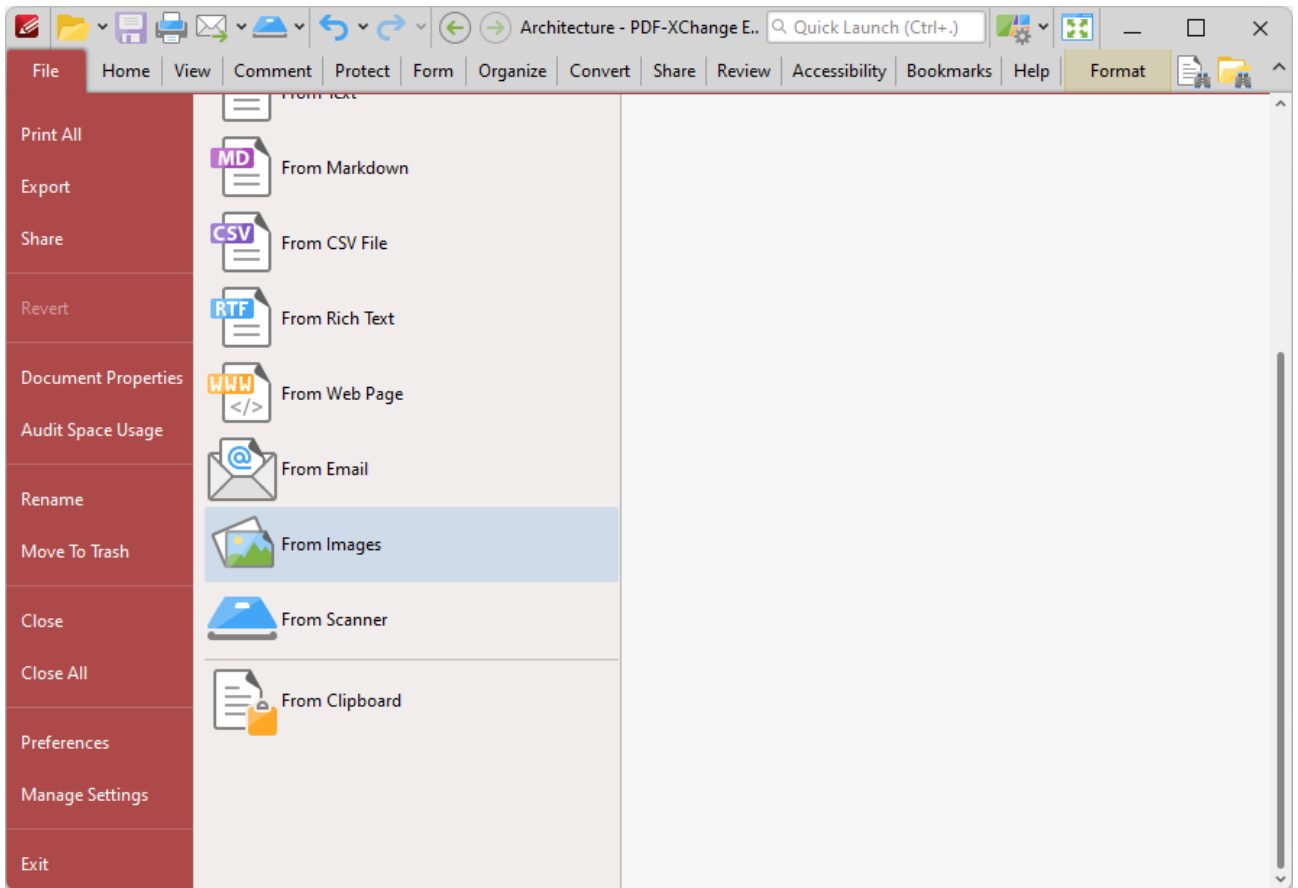 Architecture - PDF-XChange E..
Quick Launch (Ctrl+.)
File Home View Comment Protect Form Organize Convert Share Review Accessibility Bookmarks Help Format
From Text
Print All
MD
From Markdown
Export
CSV
From CSV File
Share
RTF
From Rich Text
Revert
WWW
</>
From Web Page
Document Properties
Audit Space Usage
@
From Email
Rename
From Images
Move To Trash
From Scanner
Close
Close All
From Clipboard
Preferences
Manage Settings
Exit